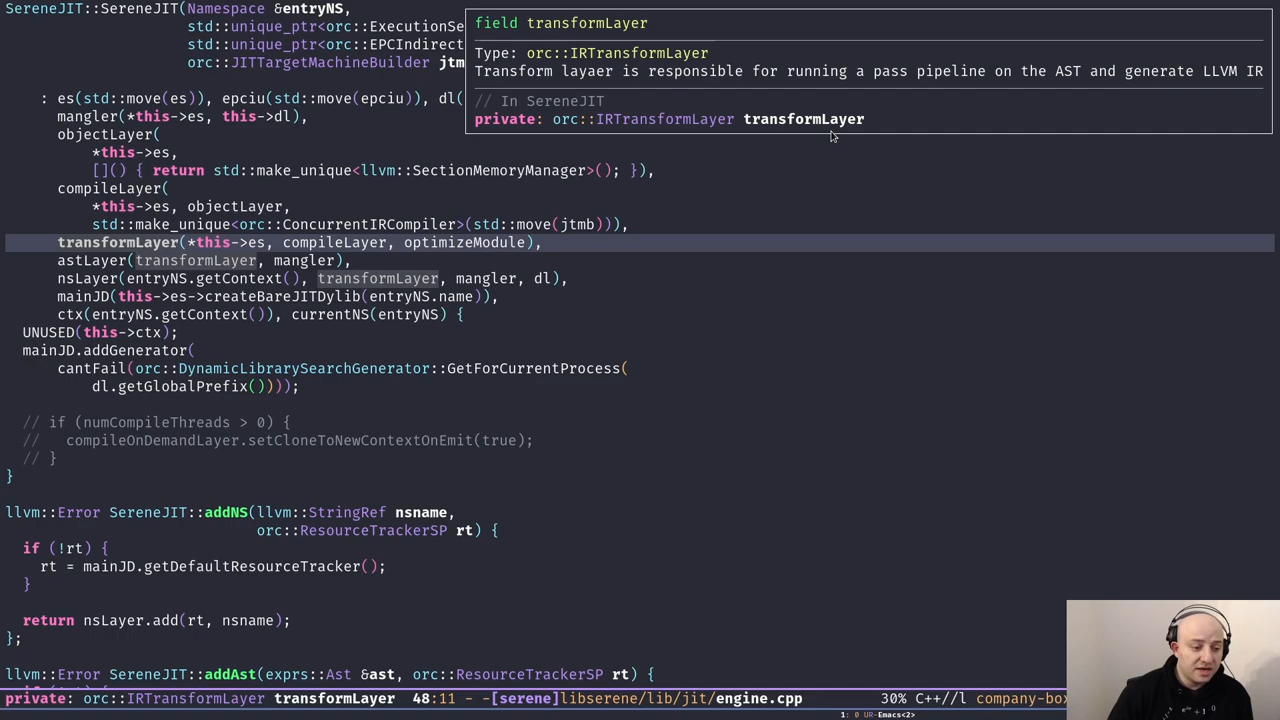 SereneJIT::SereneJIT(Namespace &entryNS,
std::unique_ptr<orc::ExecutionSe
std::unique_ptr<orc::EPCIndirect
orc::JITTargetMachineBuilder jtm
field transformLayer
Type: orc::IRTransformLayer
Transform layaer is responsible for running a pass pipeline on the AST and generate LLVM IR
// In SereneJIT
private: orc::IRTransformLayer transformLayer
: es(std::move(es)), epciu(std::move(epciu)), dl(
mangler(*this->es, this->dl),
objectLayer(
*this->es,
[]() { return std::make_unique<llvm::SectionMemoryManager>(); }),
compileLayer(
*this->es, objectLayer,
std::make_unique<orc::ConcurrentIRCompiler>(std::move(jtmb))),
transformLayer(*this->es, compileLayer, optimizeModule),
astLayer(transformLayer, mangler),
nsLayer(entryNS.getContext(), transformLayer, mangler, dl),
mainJD(this->es->createBareJITDylib(entryNS.name)),
ctx(entryNS.getContext()), currentNS(entryNS) {
UNUSED(this->ctx);
mainJD.addGenerator(
cantFail(orc::DynamicLibrarySearchGenerator::GetForCurrentProcess(
dl.getGlobalPrefix())));
// if (numCompileThreads > 0) {
//   compileOnDemandLayer.setCloneToNewContextOnEmit(true);
// }
}
llvm::Error SereneJIT::addNS(llvm::StringRef nsname,
orc::ResourceTrackerSP rt) {
if (!rt) {
rt = mainJD.getDefaultResourceTracker();
}
return nsLayer.add(rt, nsname);
};
llvm::Error SereneJIT::addAst(exprs::Ast &ast, orc::ResourceTrackerSP rt) {
private: orc::IRTransformLayer transformLayer  48:11 - -[serene]libserene/lib/jit/engine.cpp  30% C++//l company-box
1: 0 UR-Emacs<2>